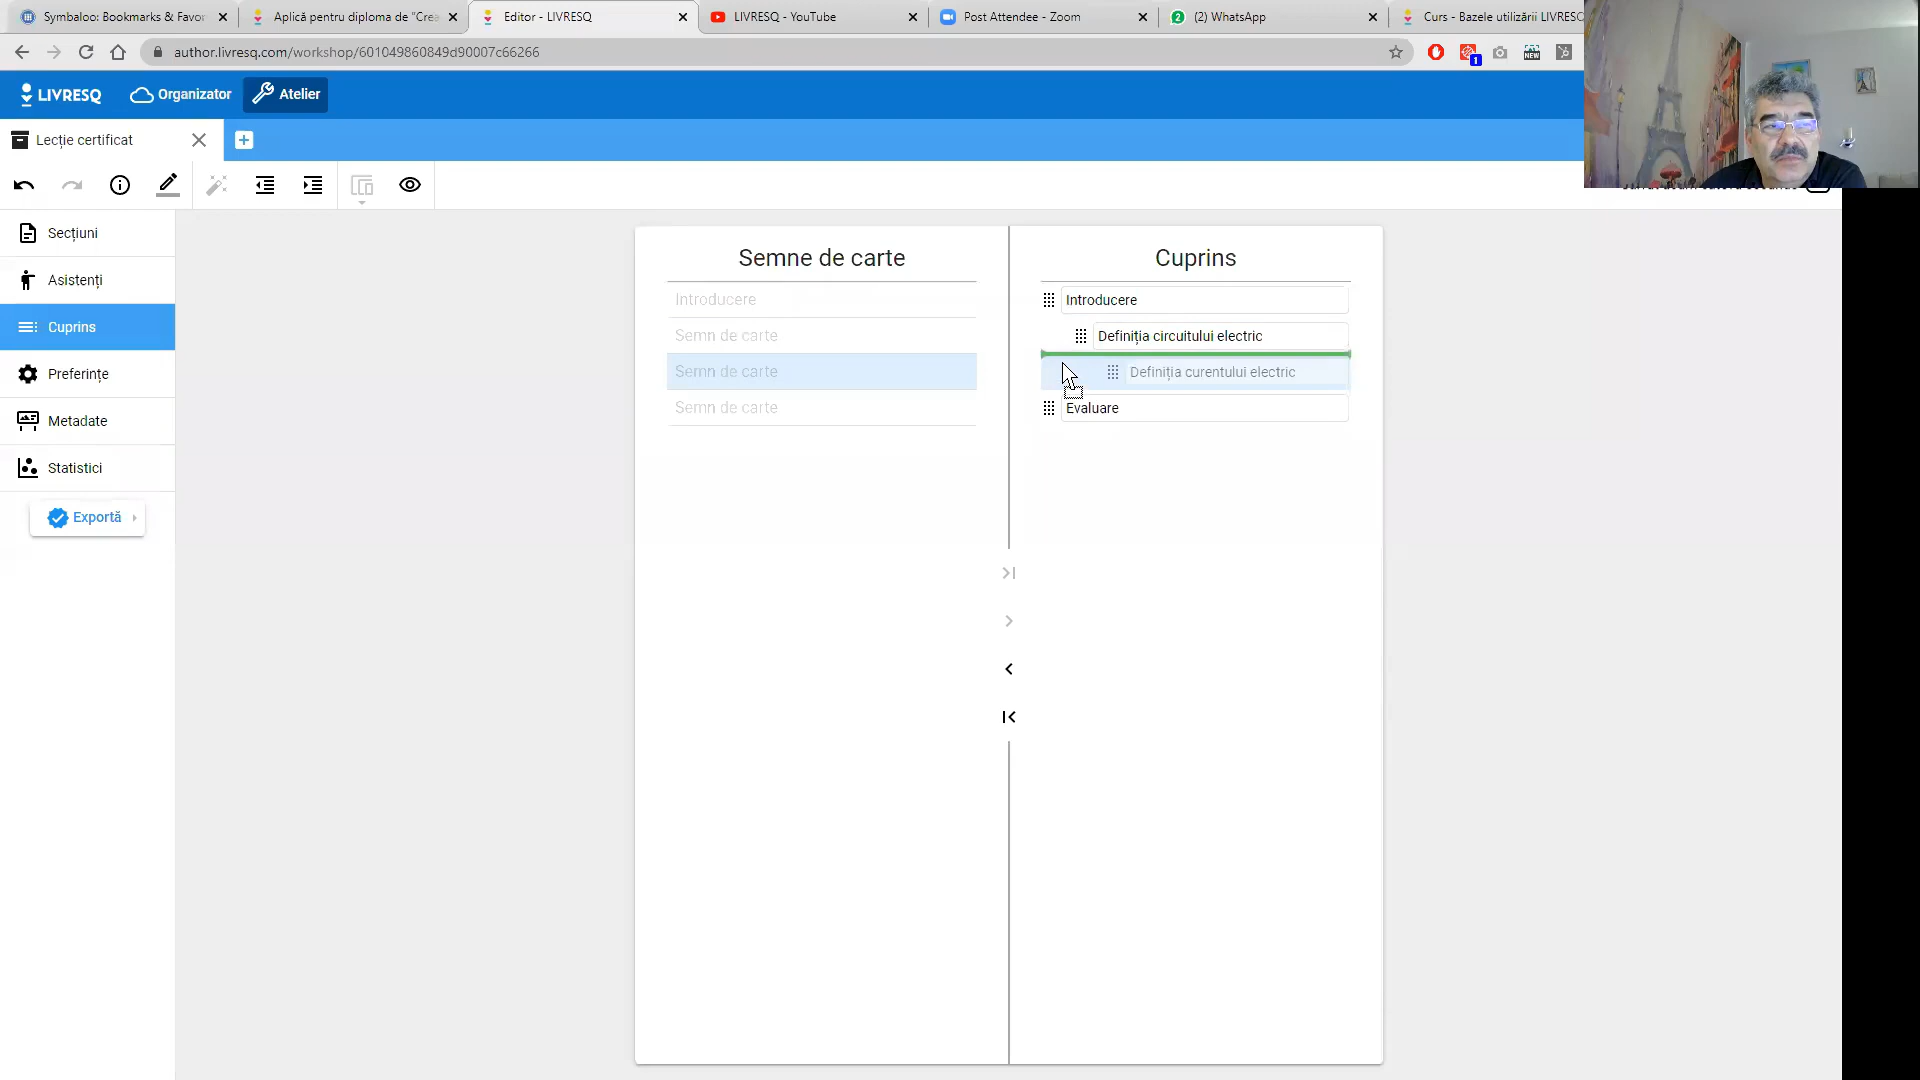 Symbaloo: Bookmarks & Favor
Aplică pentru diploma de "Crea
Editor - LIVRESQ
LIVRESQ - YouTube
Post Attendee - Zoom
(2) WhatsApp
Curs - Bazele utilizării LIVRESQ
author.livresq.com/workshop/601049860849d90007c66266
1
NEW
LIVRESQ
Organizator
Atelier
Lecție certificat
Secțiuni
Asistenți
Cuprins
Preferințe
Metadate
Statistici
Exportă
Semne de carte
Introducere
Semn de carte
Semn de carte
Semn de carte
Cuprins
Introducere
Definiția circuitului electric
Definiția curentului electric
Evaluare